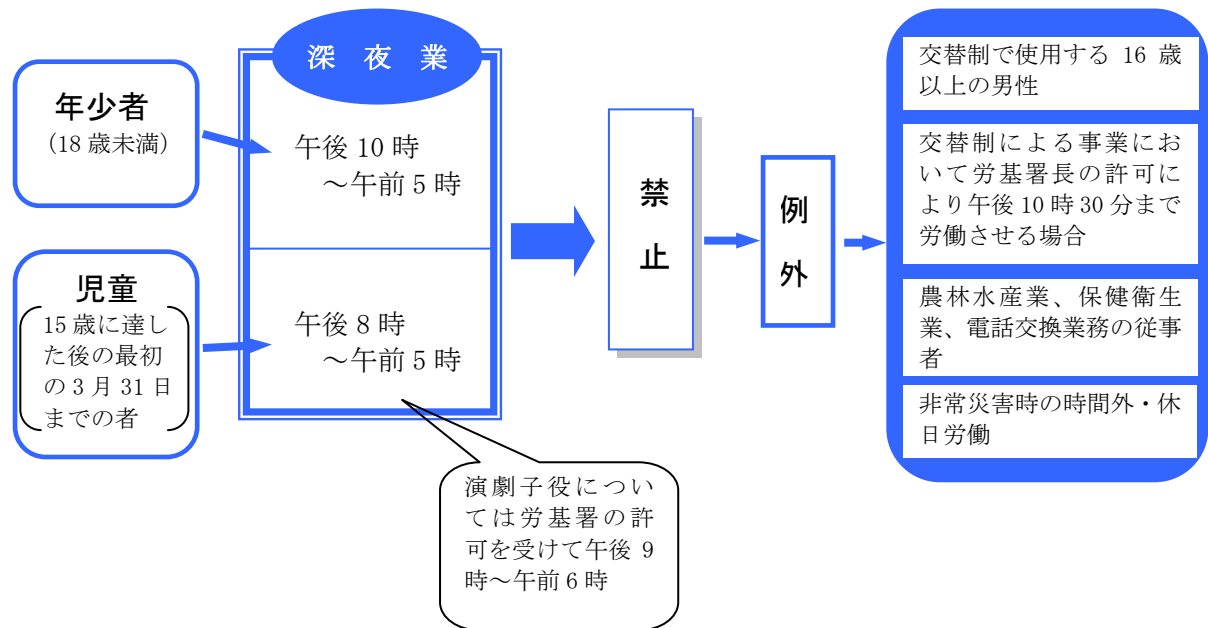 深 夜 業
年少者
(18 歳未満)
午後 10 時
～午前 5 時
児童
15 歳に達し
た後の最初
の 3 月 31 日
までの者
午後 8 時
～午前 5 時
演劇子役につい
ては労基署の許
可を受けて午後 9
時～午前 6 時
禁
止
例
外
交替制で使用する 16 歳
以上の男性
交替制による事業にお
いて労基署長の許可に
より午後 10 時 30 分まで
労働させる場合
農林水産業、保健衛生
業、電話交換業務の従事
者
非常災害時の時間外・休
日労働